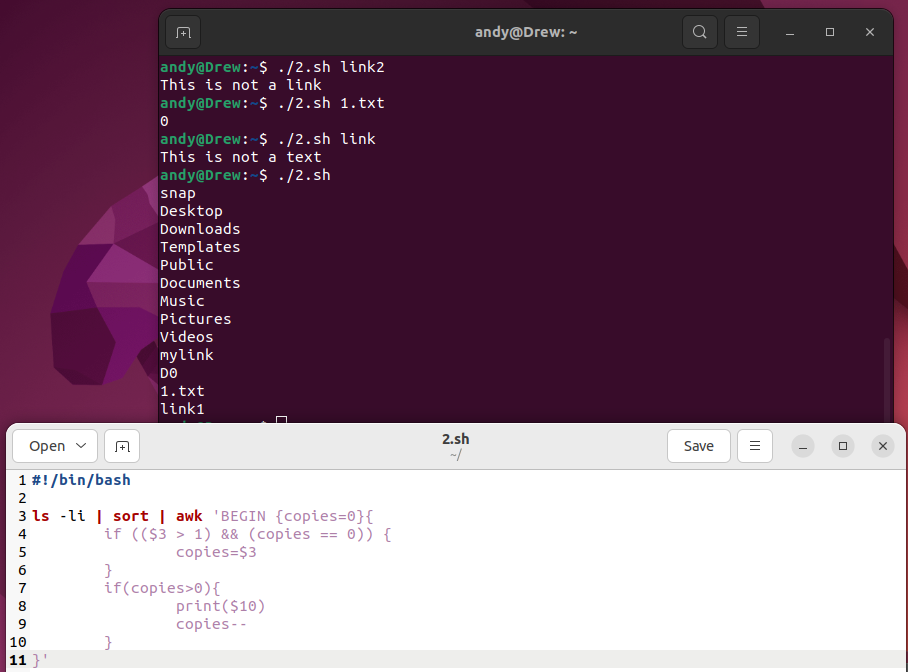 andy@Drew: ~
andy@Drew:~$ ./2.sh link2
This is not a link
andy@Drew:~$ ./2.sh 1.txt
0
andy@Drew:~$ ./2.sh link
This is not a text
andy@Drew:~$ ./2.sh
snap
Desktop
Downloads
Templates
Public
Documents
Music
Pictures
Videos
mylink
D0
1.txt
link1
Open
2.sh
~/
Save
1 #!/bin/bash
2
3 ls -li | sort | awk 'BEGIN {copies=0}{
4 if (($3 > 1) && (copies == 0)) {
5 copies=$3
6 }
7 if(copies>0){
8 print($10)
9 copies--
10 }
11 }'